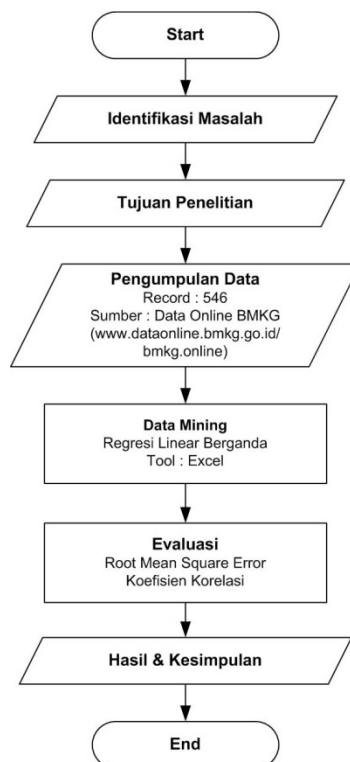 Start
Identifikasi Masalah
Tujuan Penelitian
Pengumpulan Data
Record : 546
Sumber : Data Online BMKG
(www.dataonline.bmkg.go.id/
bmkg.online)
Data Mining
Regresi Linear Berganda
Tool : Excel
Evaluasi
Root Mean Square Error
Koefisien Korelasi
Hasil & Kesimpulan
End